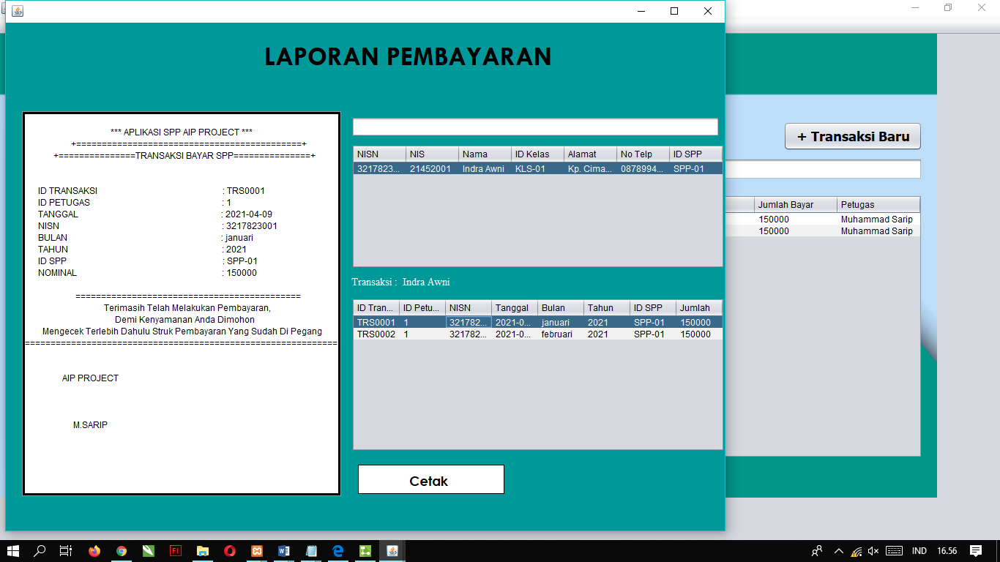 LAPORAN PEMBAYARAN
*** APLIKASI SPP AIP PROJECT ***
+============================================+
+===============TRANSAKSI BAYAR SPP===============+
ID TRANSAKSI : TRS0001
ID PETUGAS : 1
TANGGAL : 2021-04-09
NISN : 3217823001
BULAN : januari
TAHUN : 2021
ID SPP : SPP-01
NOMINAL : 150000
============================================
Terimasih Telah Melakukan Pembayaran,
Demi Kenyamanan Anda Dimohon
Mengecek Terlebih Dahulu Struk Pembayaran Yang Sudah Di Pegang
=============================================================
AIP PROJECT
M.SARIP
NISN NIS Nama ID Kelas Alamat No Telp ID SPP
3217823... 21452001 Indra Awni KLS-01 Kp. Cima... 0878994... SPP-01
Transaksi : Indra Awni
ID Tran... ID Petu... NISN Tanggal Bulan Tahun ID SPP Jumlah
TRS0001 1 321782... 2021-0... januari 2021 SPP-01 150000
TRS0002 1 321782... 2021-0... februari 2021 SPP-01 150000
Cetak
+ Transaksi Baru
Jumlah Bayar Petugas
150000 Muhammad Sarip
150000 Muhammad Sarip
IND 16.56